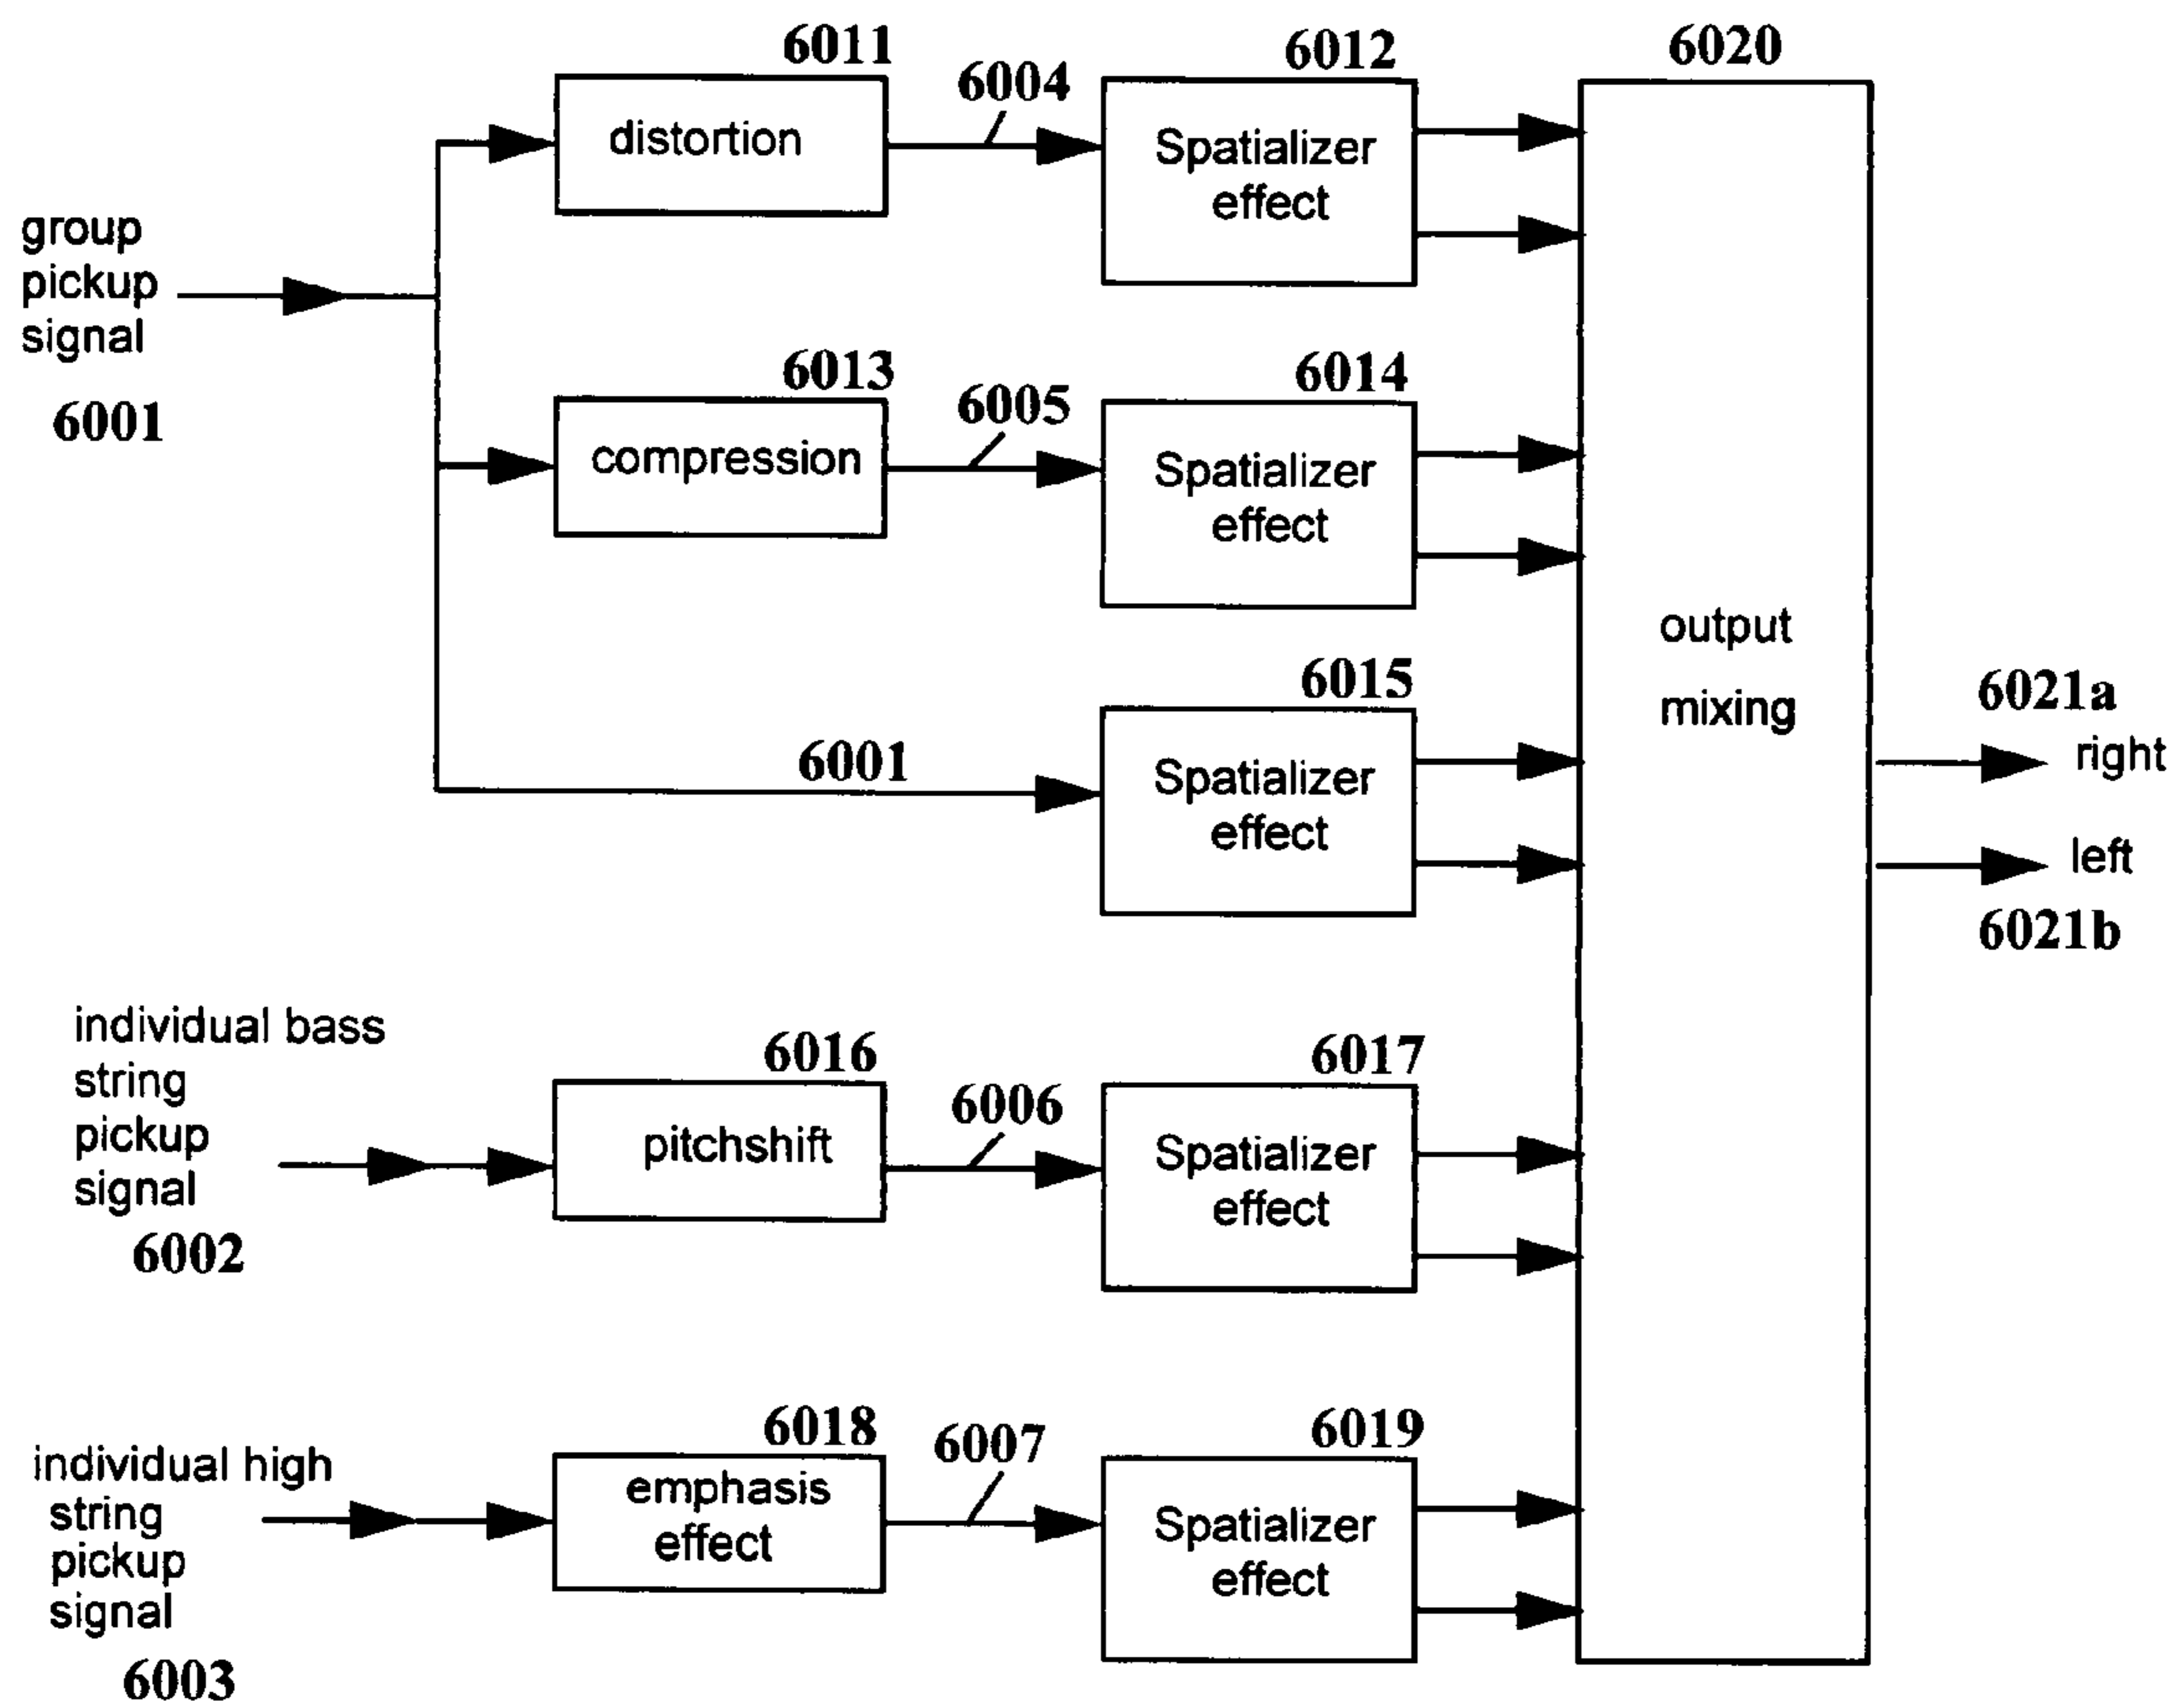 6011
6004
6012
6020
distortion
Spatializer
effect
group
pickup
signal
6001
6013
6005
6014
compression
Spatializer
effect
output
mixing
6015
6001
Spatializer
effect
6021a
right
left
6021b
individual bass
string
pickup
signal
6002
6016
6006
6017
pitchshift
Spatializer
effect
individual high
string
pickup
signal
6003
6018
6007
6019
emphasis
effect
Spatializer
effect